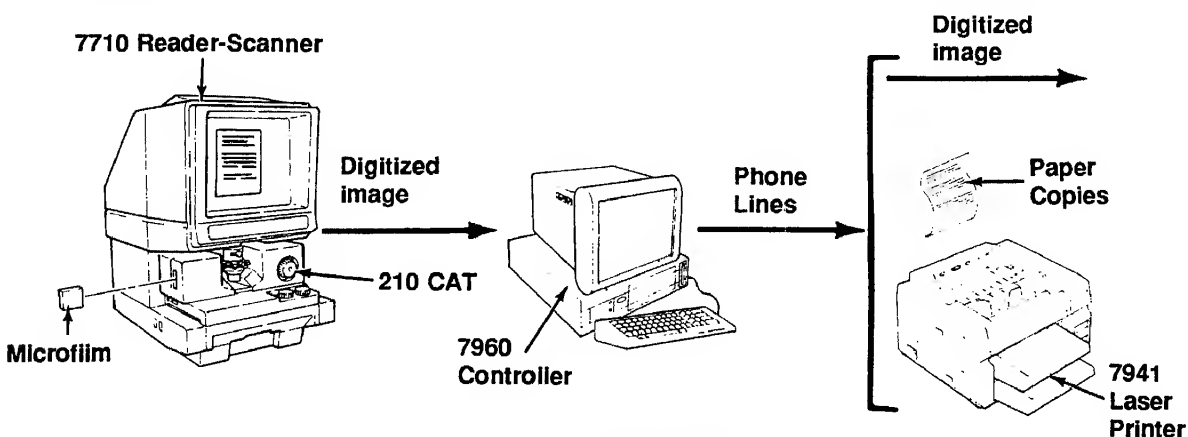 7710 Reader-Scanner
Digitized
image
210 CAT
Microfilm
7960
Controller
Phone
Lines
Digitized
image
Paper
Copies
7941
Laser
Printer